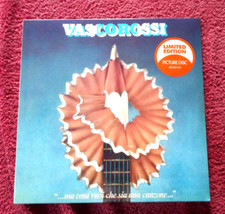 VASCOROSSI
LIMITED
EDITION
PICTURE DISC
"...ma cosa vuoi che sia una canzone..."